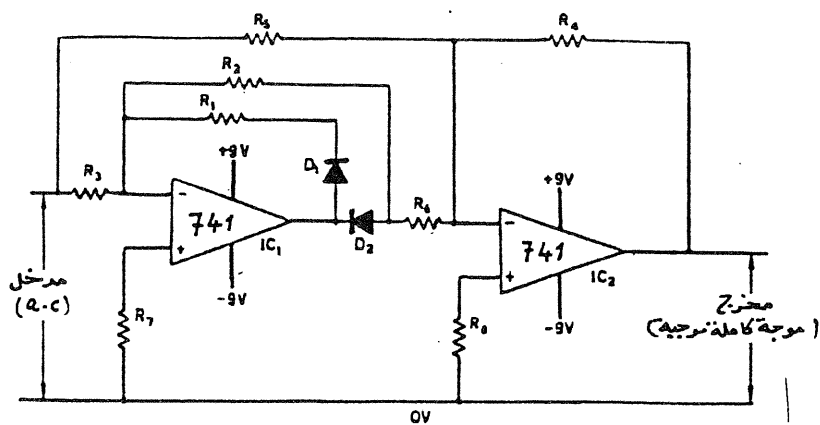 R₅
R₄
R₂
R₁
+9V
R₃
D₁
+9V
741
IC₁
D₂
R₆
741
IC₂
-9V
-9V
R₇
R₈
مدخل
(a.c)
مخرج
(موجة كاملة موجبة)
0V